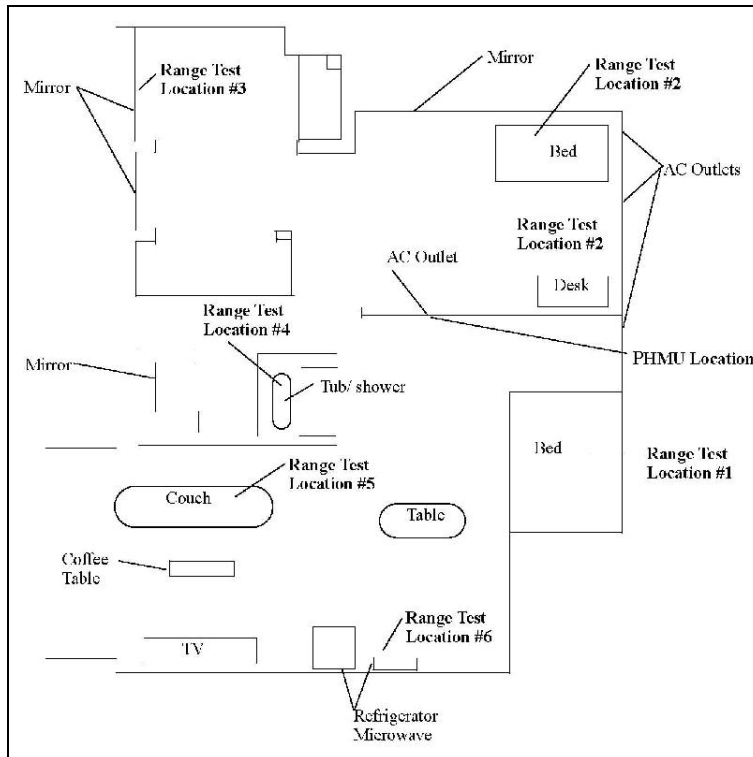 Mirror
Range Test
Location #3
Mirror
Range Test
Location #2
Bed
AC Outlets
Range Test
Location #2
AC Outlet
Desk
Range Test
Location #4
PHMU Location
Mirror
Tub/ shower
Bed
Range Test
Location #1
Range Test
Location #5
Couch
Table
Coffee
Table
Range Test
Location #6
TV
Refrigerator
Microwave